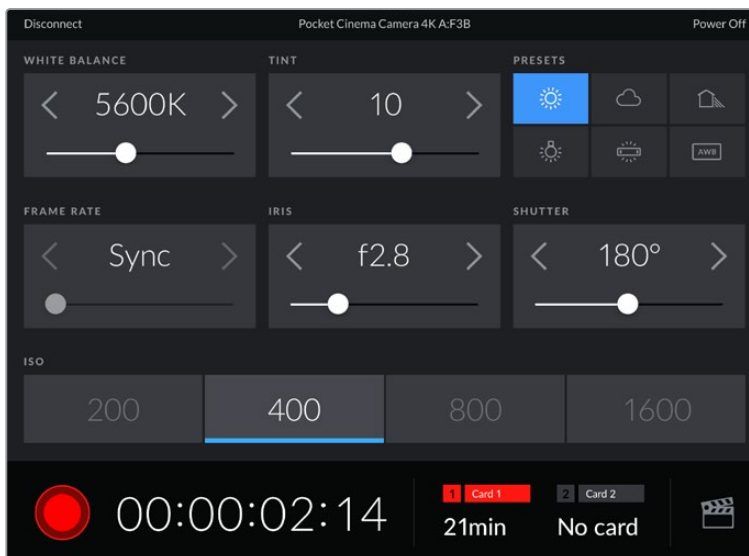 Disconnect Pocket Cinema Camera 4K A:F3B Power Off
WHITE BALANCE TINT PRESETS
5600K 10
AWB
FRAME RATE IRIS SHUTTER
Sync f2.8 180°
ISO
200 400 800 1600
1 Card 1 2 Card 2
00:00:02:14 21min No card